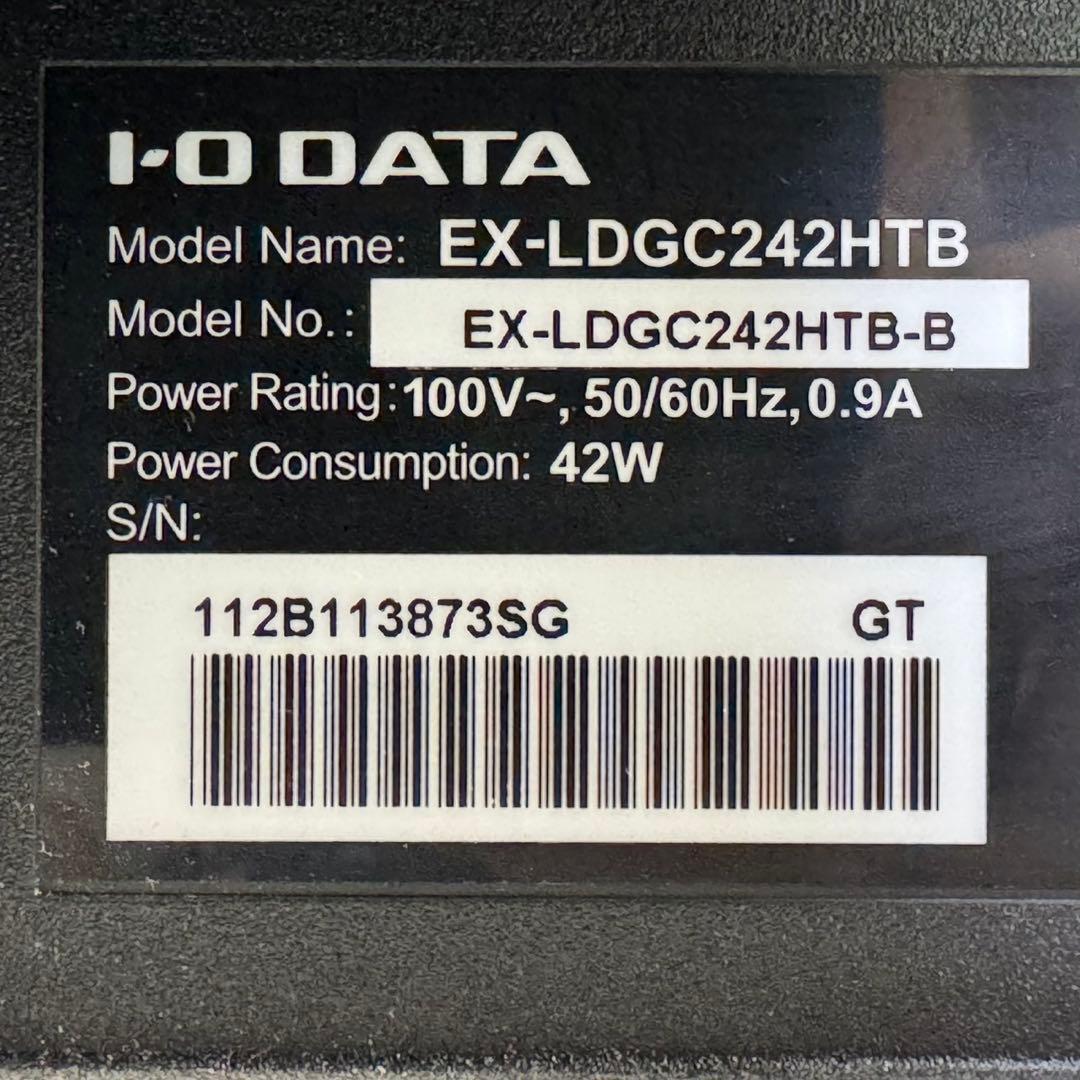 I-O DATA
Model Name: EX-LDGC242HTB
Model No.: EX-LDGC242HTB-B
Power Rating:100V~, 50/60Hz, 0.9A
Power Consumption: 42W
S/N:
112B113873SG GT